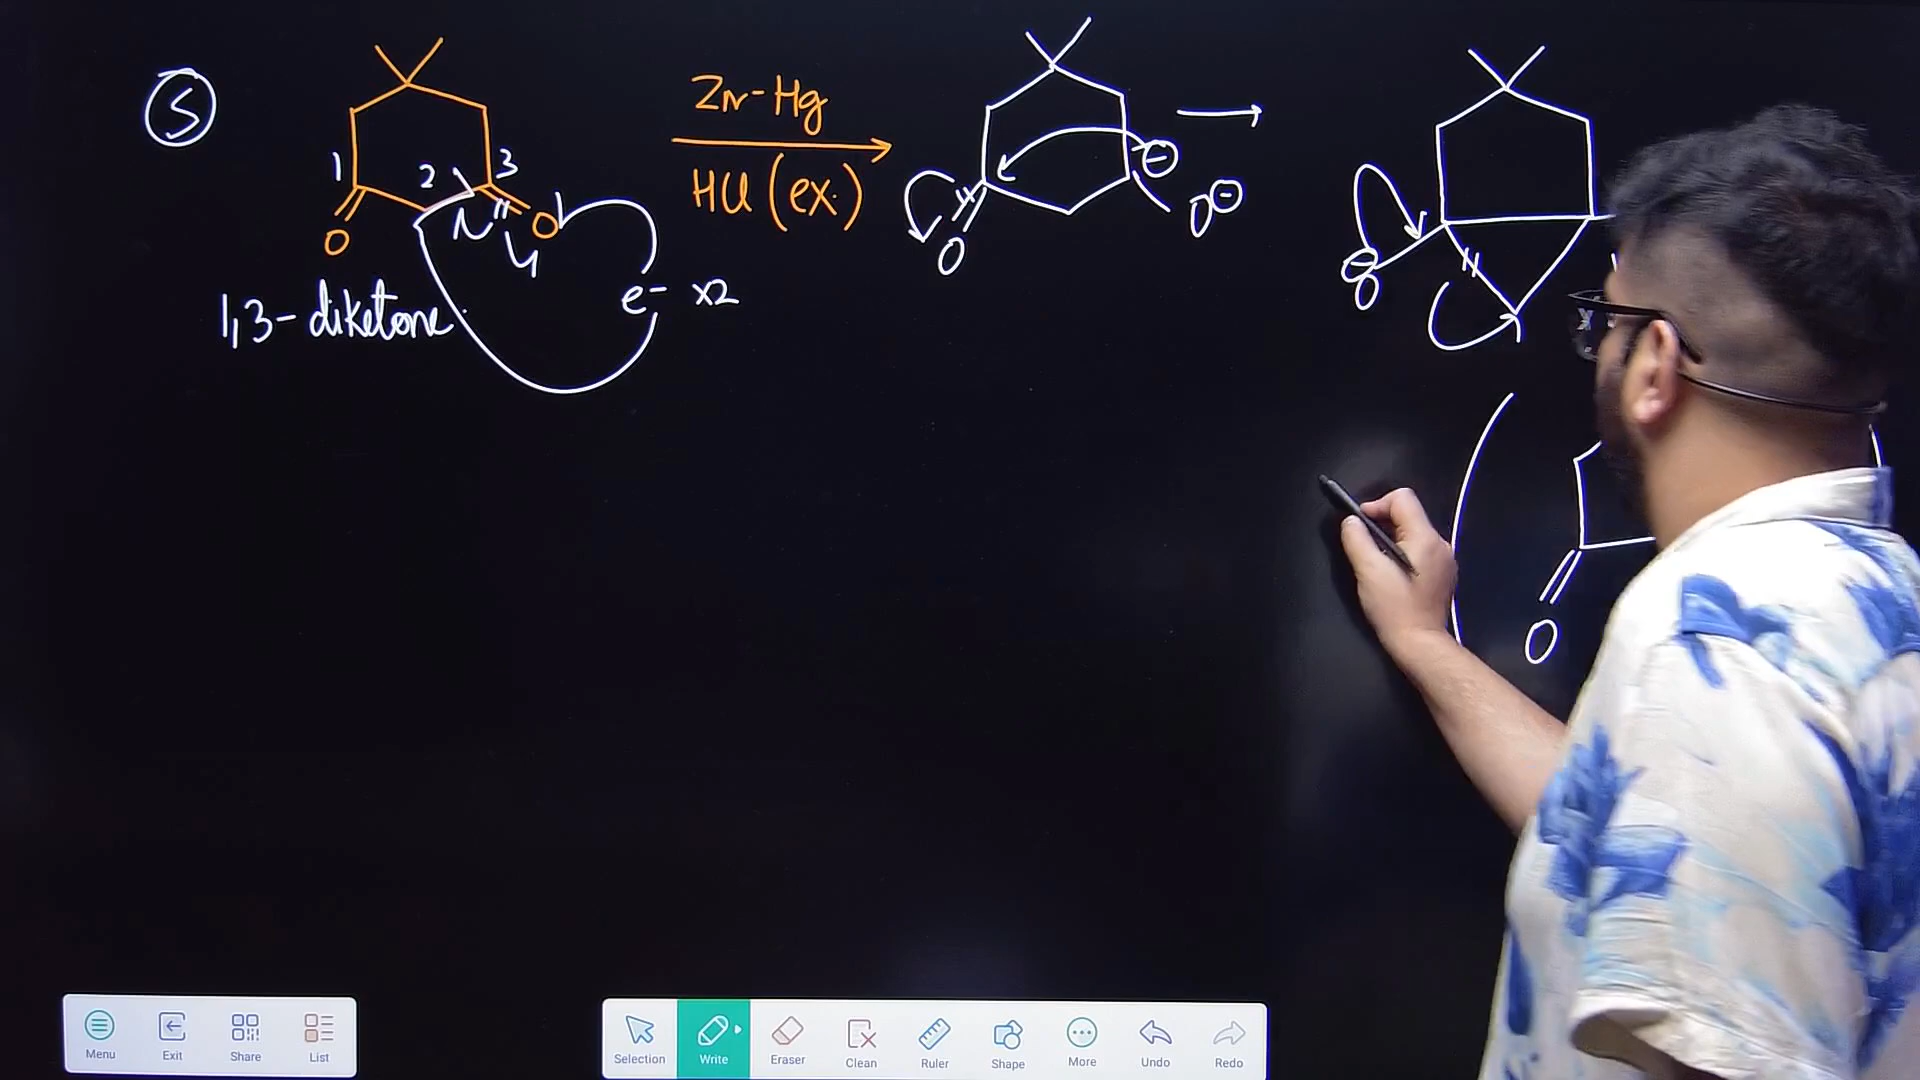 5
1 2 3
O O
1,3-diketone
e- x2
Zn-Hg
HCl (ex.)
O ⊖ O⊖
O
Menu Exit Share List
Selection Write Eraser Clean Ruler Shape More Undo Redo